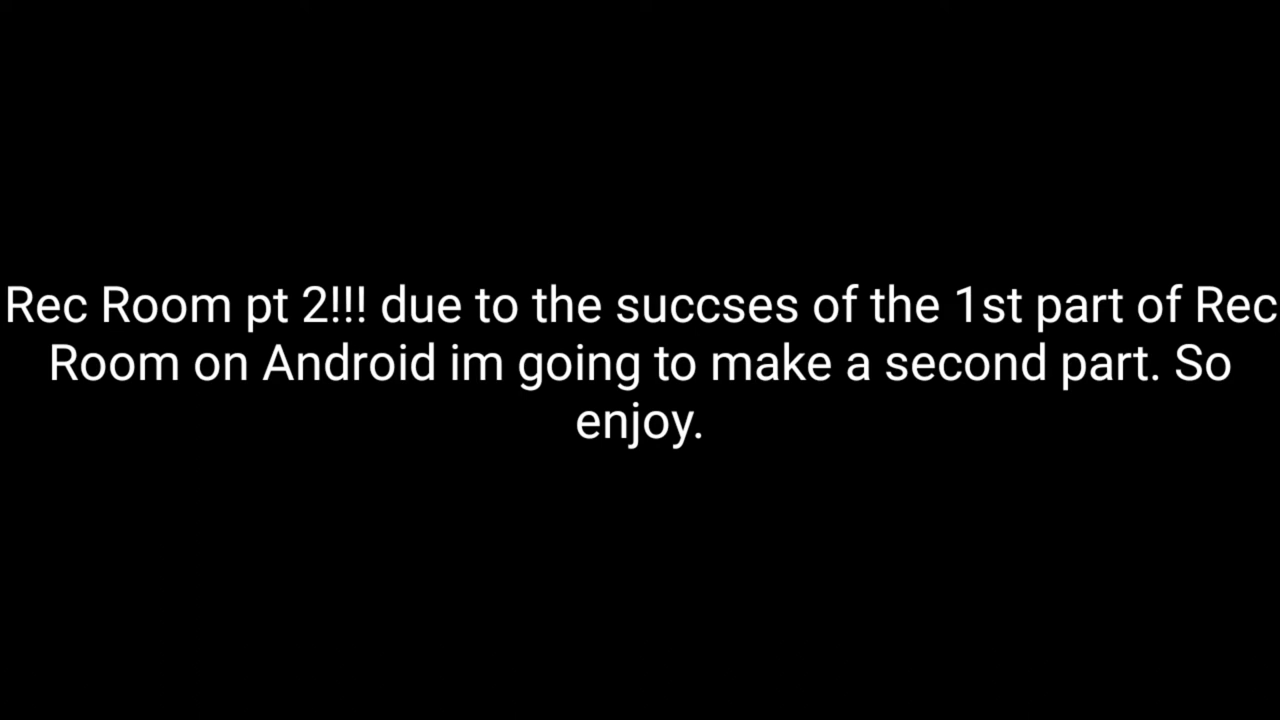 Rec Room pt 2!!! due to the succses of the 1st part of Rec
Room on Android im going to make a second part. So
enjoy.